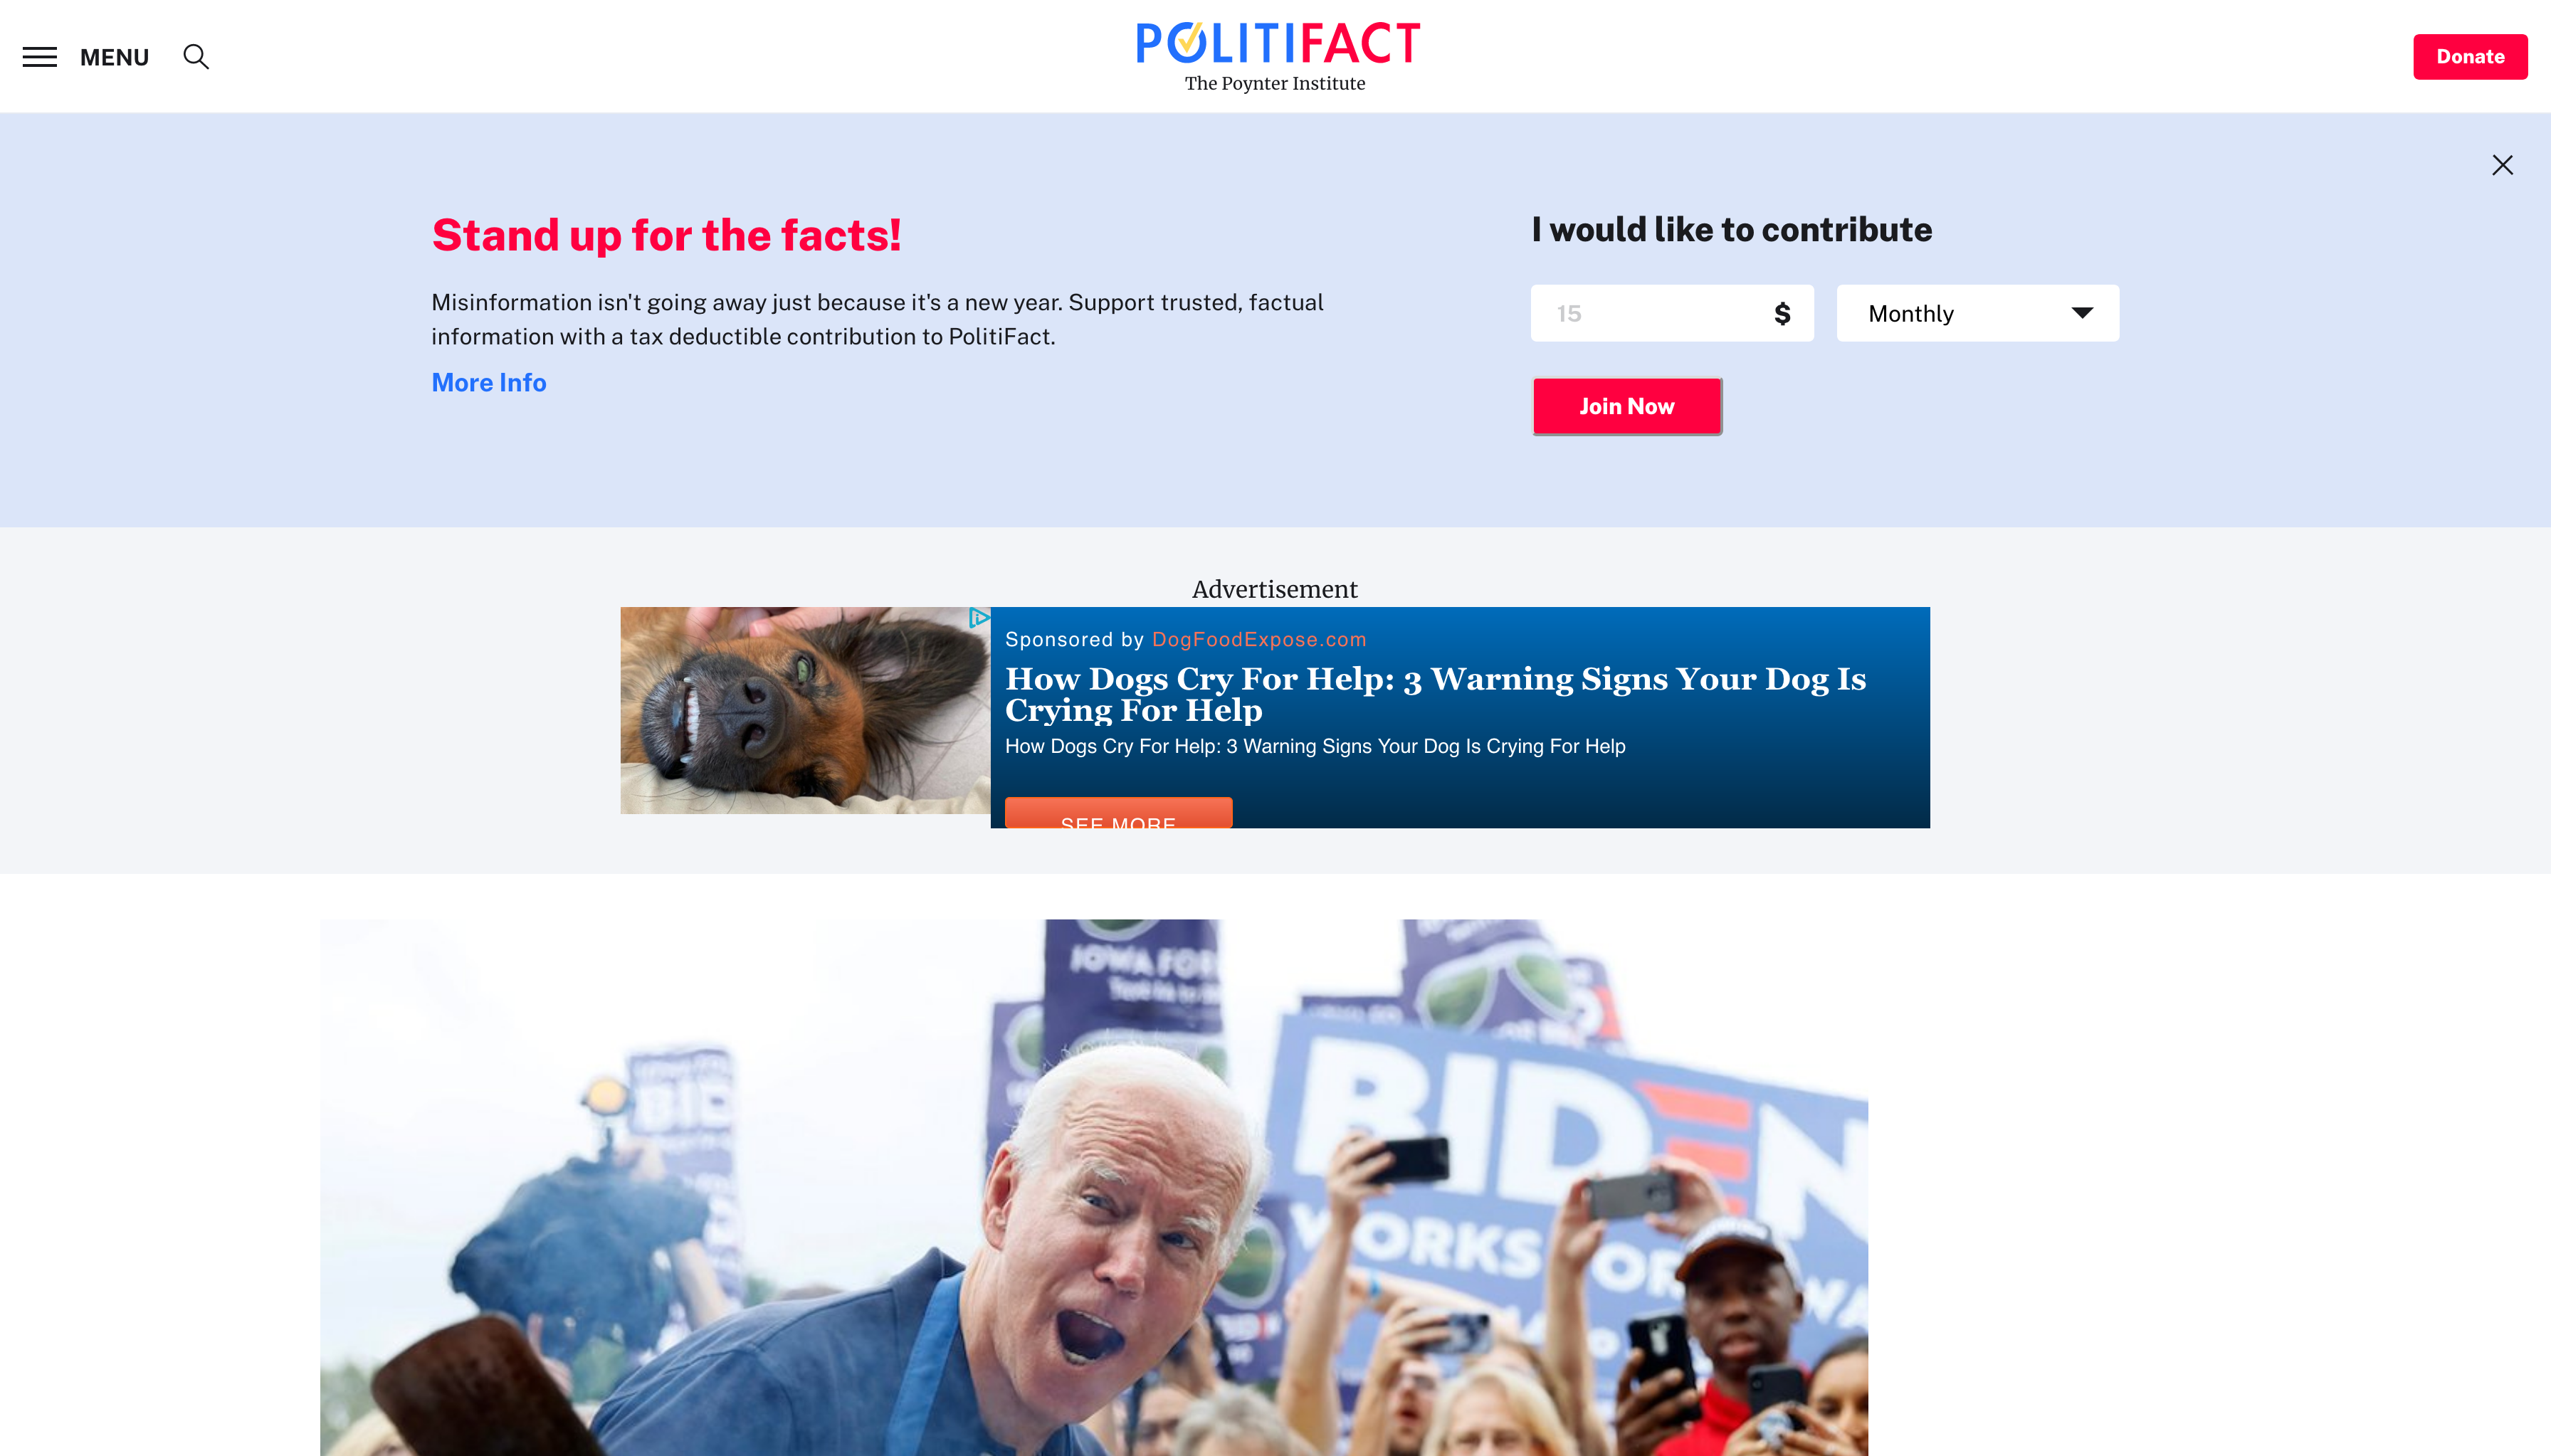 MENU
POLITIFACT
The Poynter Institute
Donate
Stand up for the facts!
Misinformation isn't going away just because it's a new year. Support trusted, factual
information with a tax deductible contribution to PolitiFact.
More Info
I would like to contribute
15 $
Monthly
Join Now
Advertisement
Sponsored by DogFoodExpose.com
How Dogs Cry For Help: 3 Warning Signs Your Dog Is
Crying For Help
How Dogs Cry For Help: 3 Warning Signs Your Dog Is Crying For Help
SEE MORE
IOWA FOR
BIDEN
WORKS FOR